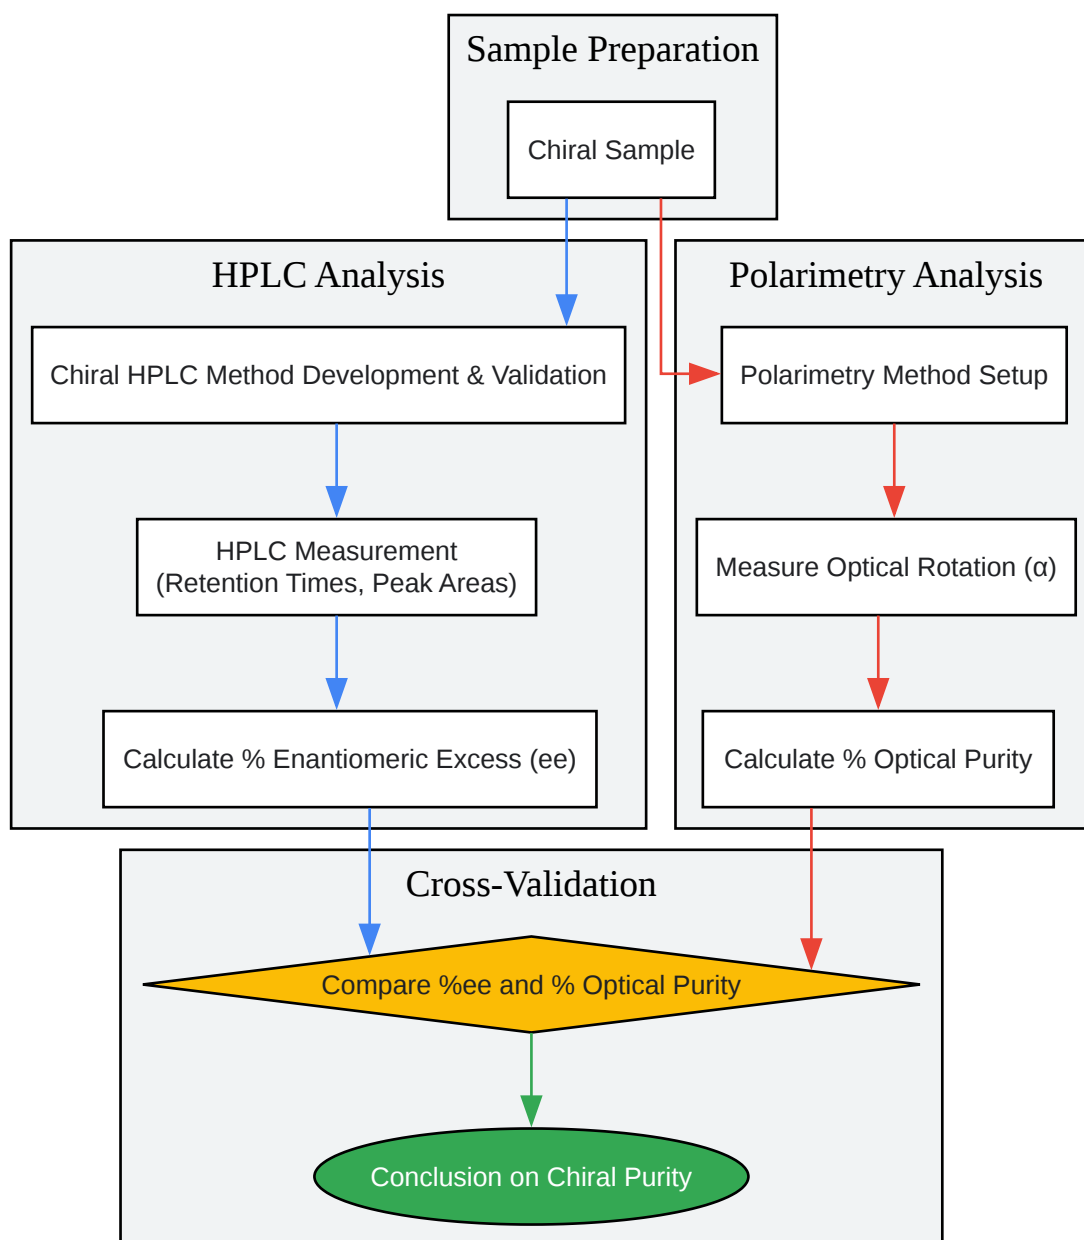 Sample Preparation
Chiral Sample
HPLC Analysis
Chiral HPLC Method Development & Validation
HPLC Measurement
(Retention Times, Peak Areas)
Calculate % Enantiomeric Excess (ee)
Polarimetry Analysis
Polarimetry Method Setup
Measure Optical Rotation (α)
Calculate % Optical Purity
Cross-Validation
Compare %ee and % Optical Purity
Conclusion on Chiral Purity